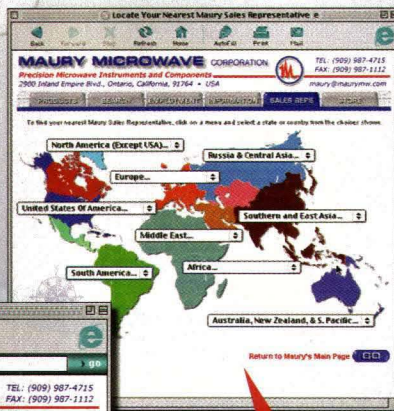 Locate Your Nearest Maury Sales Representative
Back Forward Stop Refresh Home AutoFill Print Mail
MAURY MICROWAVE CORPORATION
Precision Microwave Instruments and Components
2900 Inland Empire Blvd., Ontario, California, 91764 • USA
TEL: (909) 987-4715
FAX: (909) 987-1112
maury@maurymw.com
PRODUCTS SEARCH EMPLOYMENT INFORMATION SALES REPS STORE
To find your nearest Maury Sales Representative, click on a menu and select a state or country from the choices shown.
North America (Except USA)...
Russia & Central Asia...
Europe...
United States Of America...
Southern and East Asia...
Middle East...
South America...
Africa...
Australia, New Zealand, & S. Pacific...
Return to Maury's Main Page
go
TEL: (909) 987-4715
FAX: (909) 987-1112